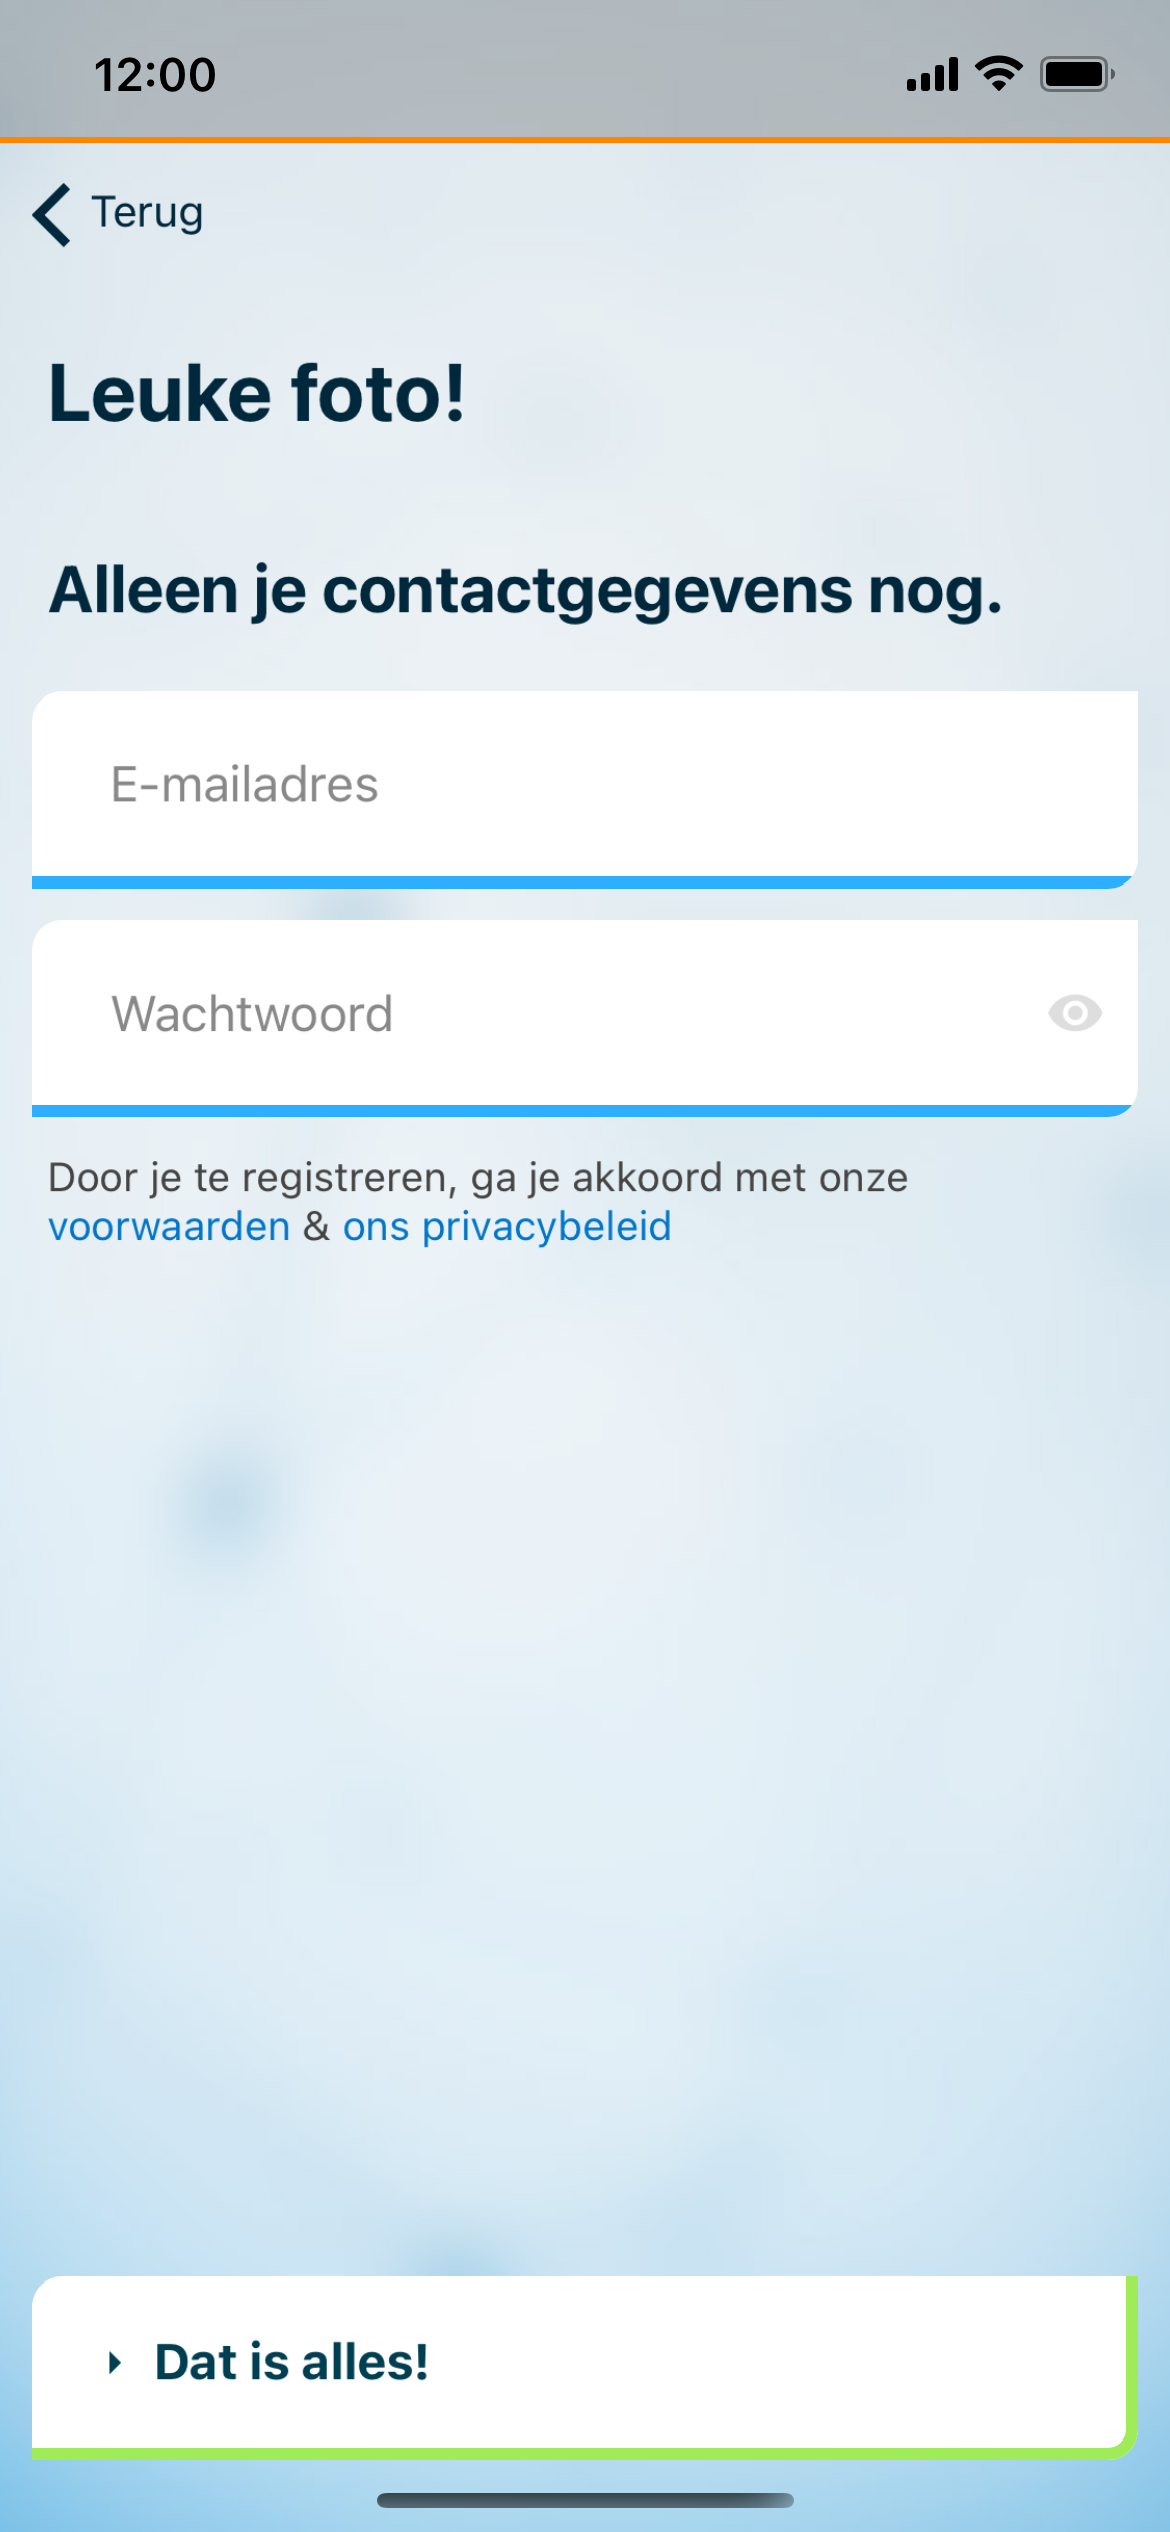 12:00
Terug
Leuke foto!
Alleen je contactgegevens nog.
E-mailadres
Wachtwoord
Door je te registreren, ga je akkoord met onze
voorwaarden & ons privacybeleid
Dat is alles!